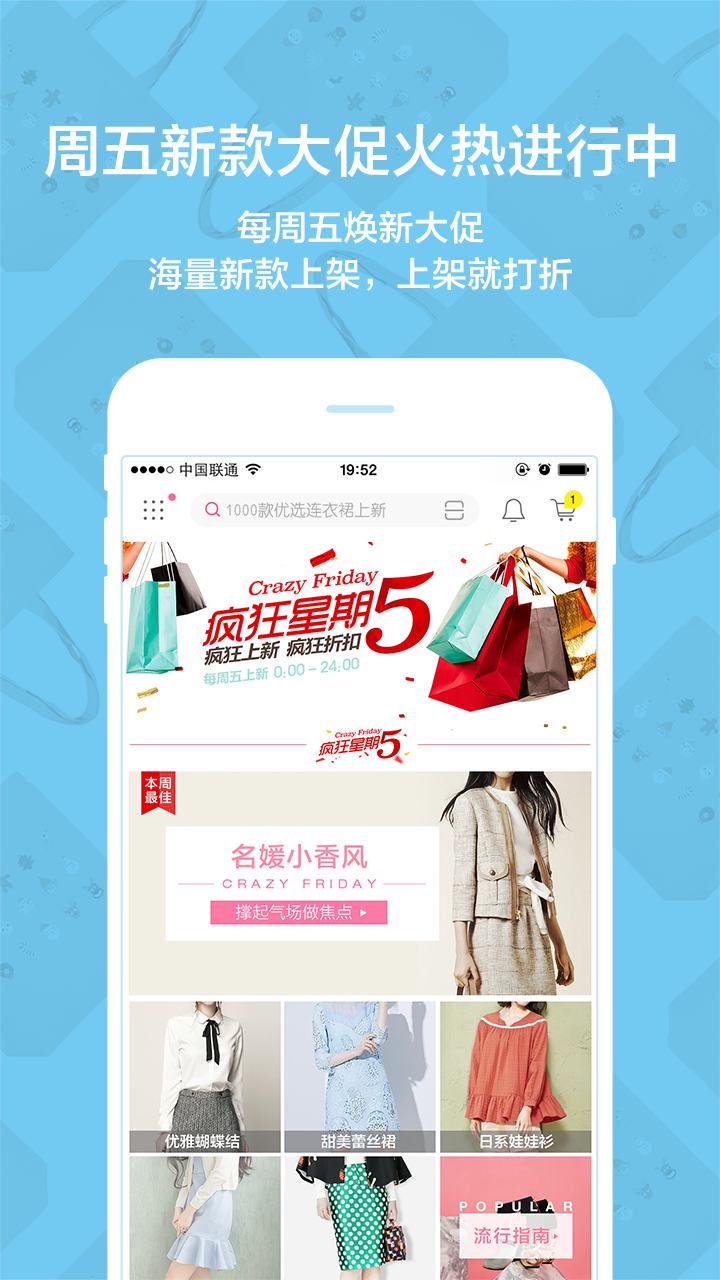 周五新款大促火热进行中
每周五焕新大促
海量新款上架，上架就打折
中国联通
19:52
1000款优选连衣裙上新
1
Crazy Friday
疯狂星期5
疯狂上新 疯狂折扣
每周五上新 0:00 – 24:00
Crazy Friday
疯狂星期5
本周
最佳
名媛小香风
CRAZY FRIDAY
撑起气场做焦点
优雅蝴蝶结
甜美蕾丝裙
日系娃娃衫
POPULAR
流行指南